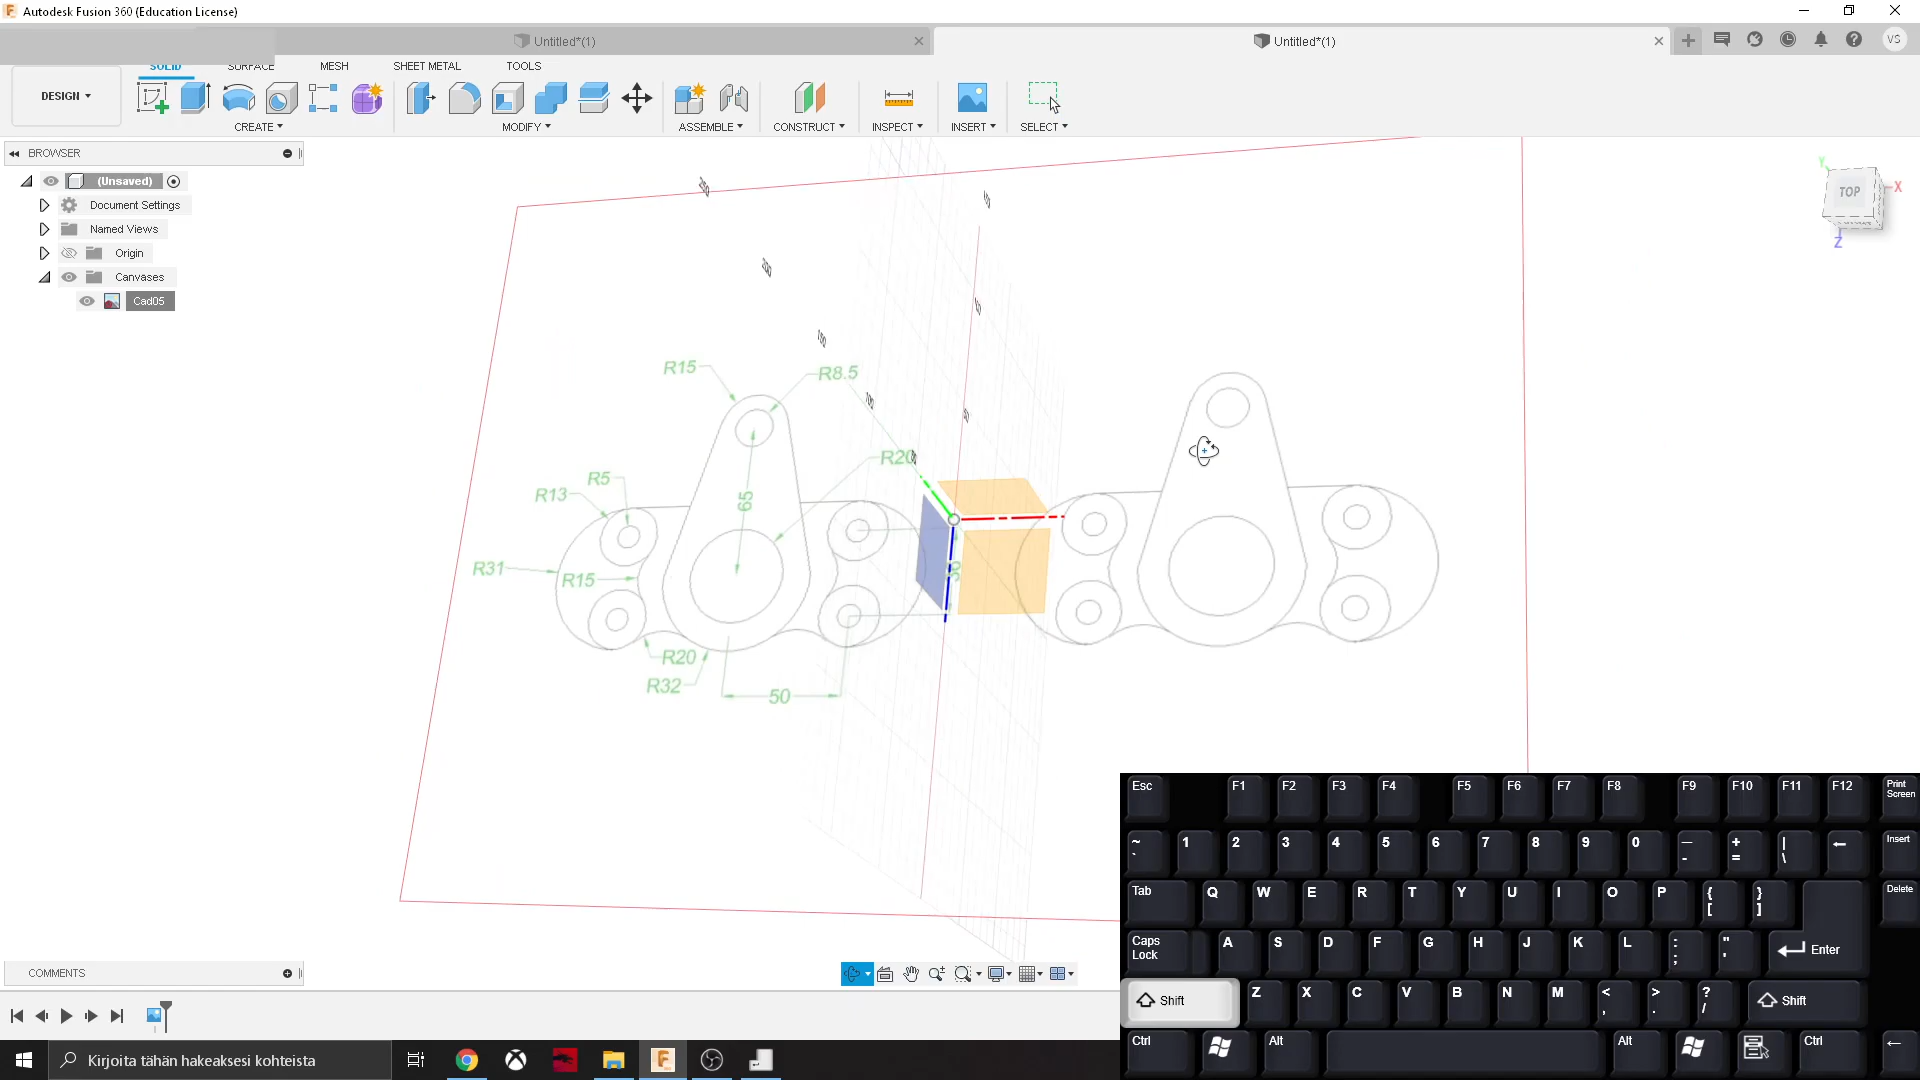 Autodesk Fusion 360 (Education License)
Untitled*(1)
Untitled*(1)
VS
DESIGN
SOLID
SURFACE
MESH
SHEET METAL
TOOLS
CREATE
MODIFY
ASSEMBLE
CONSTRUCT
INSPECT
INSERT
SELECT
BROWSER
(Unsaved)
Document Settings
Named Views
Origin
Canvases
Cad05
Y
X
TOP
Z
R15
R8.5
R20
R5
R13
65
R31
R15
R20
R32
50
COMMENTS
Kirjoita tähän hakeaksesi kohteista
Esc F1 F2 F3 F4 F5 F6 F7 F8 F9 F10 F11 F12 Print Screen
~ ` 1 2 3 4 5 6 7 8 9 0 — - + = | \ Insert
Tab Q W E R T Y U I O P { [ } ] Delete
Caps Lock A S D F G H J K L : ; " ' Enter
Shift Z X C V B N M < , > . ? / Shift
Ctrl Alt Alt Ctrl